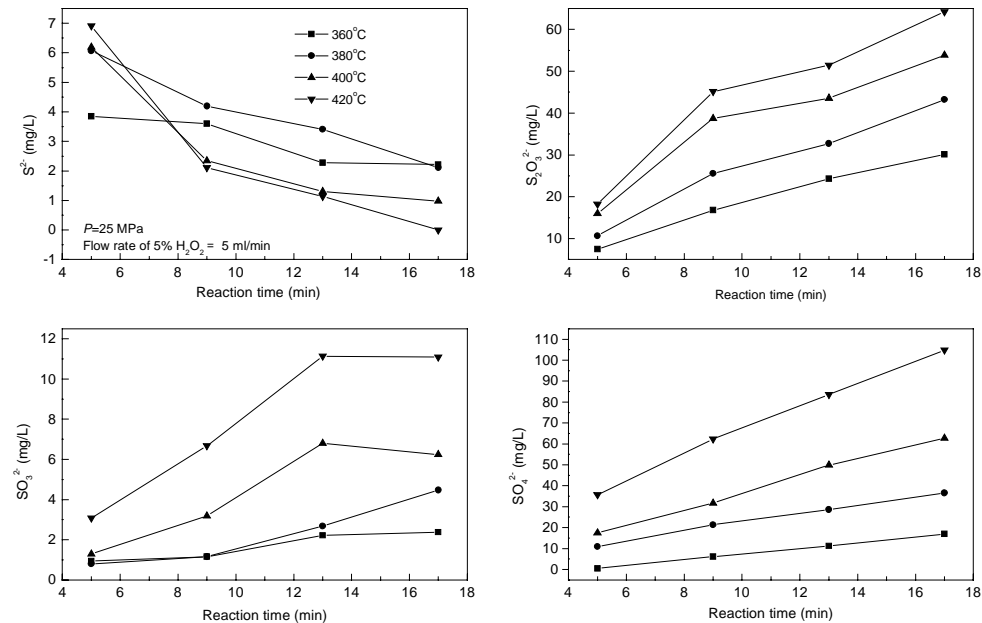 7
6
5
4
3
2
1
0
-1
S²⁻ (mg/L)
360°C
380°C
400°C
420°C
P=25 MPa
Flow rate of 5% H₂O₂ = 5 ml/min
4 6 8 10 12 14 16 18
Reaction time (min)
60
50
40
30
20
10
S₂O₃²⁻ (mg/L)
4 6 8 10 12 14 16 18
Reaction time (min)
12
10
8
6
4
2
0
SO₃²⁻ (mg/L)
4 6 8 10 12 14 16 18
Reaction time (min)
110
100
90
80
70
60
50
40
30
20
10
0
SO₄²⁻ (mg/L)
4 6 8 10 12 14 16 18
Reaction time (min)